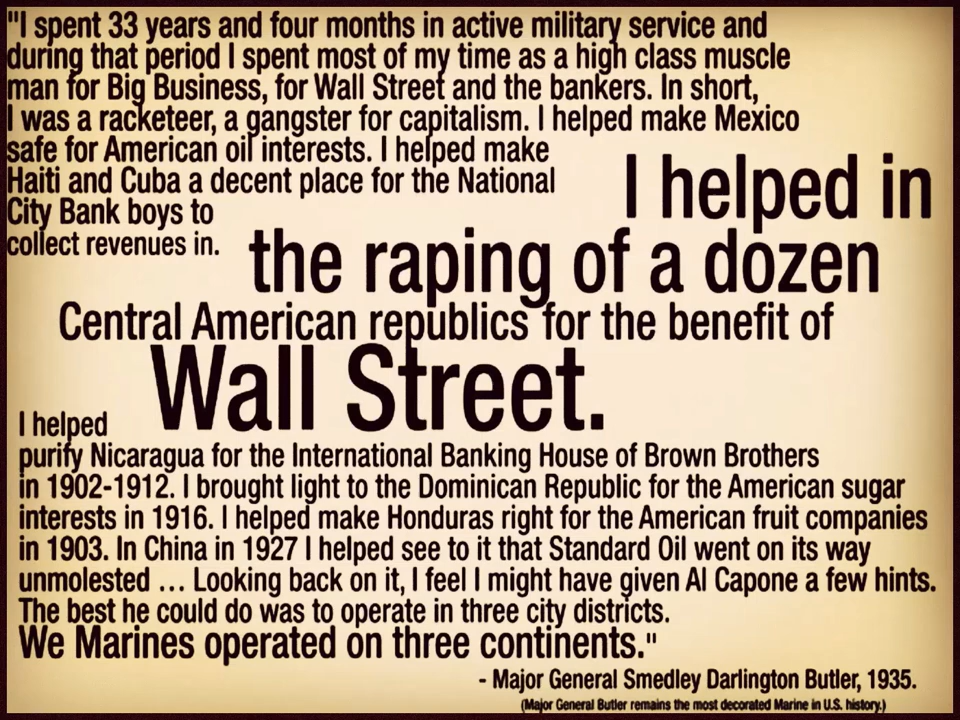 "I spent 33 years and four months in active military service and
during that period I spent most of my time as a high class muscle
man for Big Business, for Wall Street and the bankers. In short,
I was a racketeer, a gangster for capitalism. I helped make Mexico
safe for American oil interests. I helped make
Haiti and Cuba a decent place for the National
City Bank boys to
collect revenues in.
I helped in
the raping of a dozen
Central American republics for the benefit of
Wall Street.
I helped
purify Nicaragua for the International Banking House of Brown Brothers
in 1902-1912. I brought light to the Dominican Republic for the American sugar
interests in 1916. I helped make Honduras right for the American fruit companies
in 1903. In China in 1927 I helped see to it that Standard Oil went on its way
unmolested … Looking back on it, I feel I might have given Al Capone a few hints.
The best he could do was to operate in three city districts.
We Marines operated on three continents."
- Major General Smedley Darlington Butler, 1935.
(Major General Butler remains the most decorated Marine in U.S. history.)